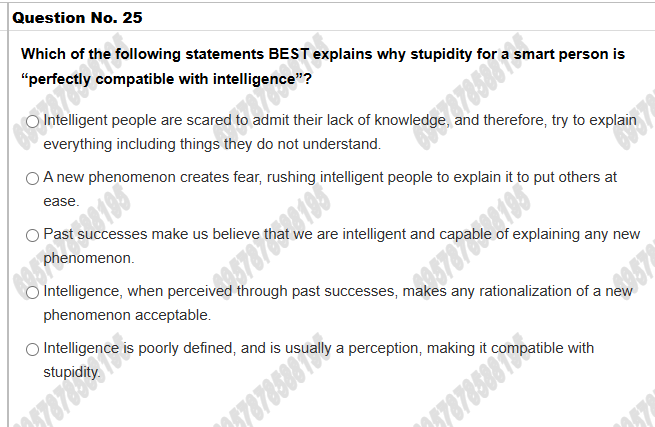 Question No. 25
Which of the following statements BEST explains why stupidity for a smart person is
“perfectly compatible with intelligence”?
Intelligent people are scared to admit their lack of knowledge, and therefore, try to explain
everything including things they do not understand.
A new phenomenon creates fear, rushing intelligent people to explain it to put others at
ease.
Past successes make us believe that we are intelligent and capable of explaining any new
phenomenon.
Intelligence, when perceived through past successes, makes any rationalization of a new
phenomenon acceptable.
Intelligence is poorly defined, and is usually a perception, making it compatible with
stupidity.